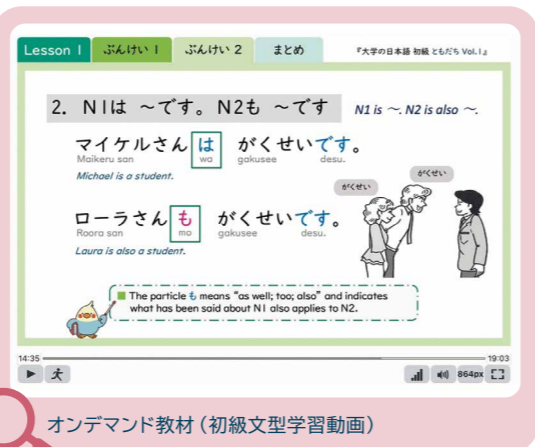 Lesson 1 ぶんけい 1 ぶんけい 2 まとめ 『大学の日本語 初級 ともだち Vol.1』
2. N1は ～です。N2も ～です N1 is ～. N2 is also ～.
マイケルさん は がくせいです。
Maikeru san wa gakusee desu.
Michael is a student.
がくせい
がくせい
ローラさん も がくせいです。
Roora san mo gakusee desu.
Laura is also a student.
■ The particle も means "as well; too; also" and indicates
what has been said about N1 also applies to N2.
14:35 19:03
864px
オンデマンド教材（初級文型学習動画）